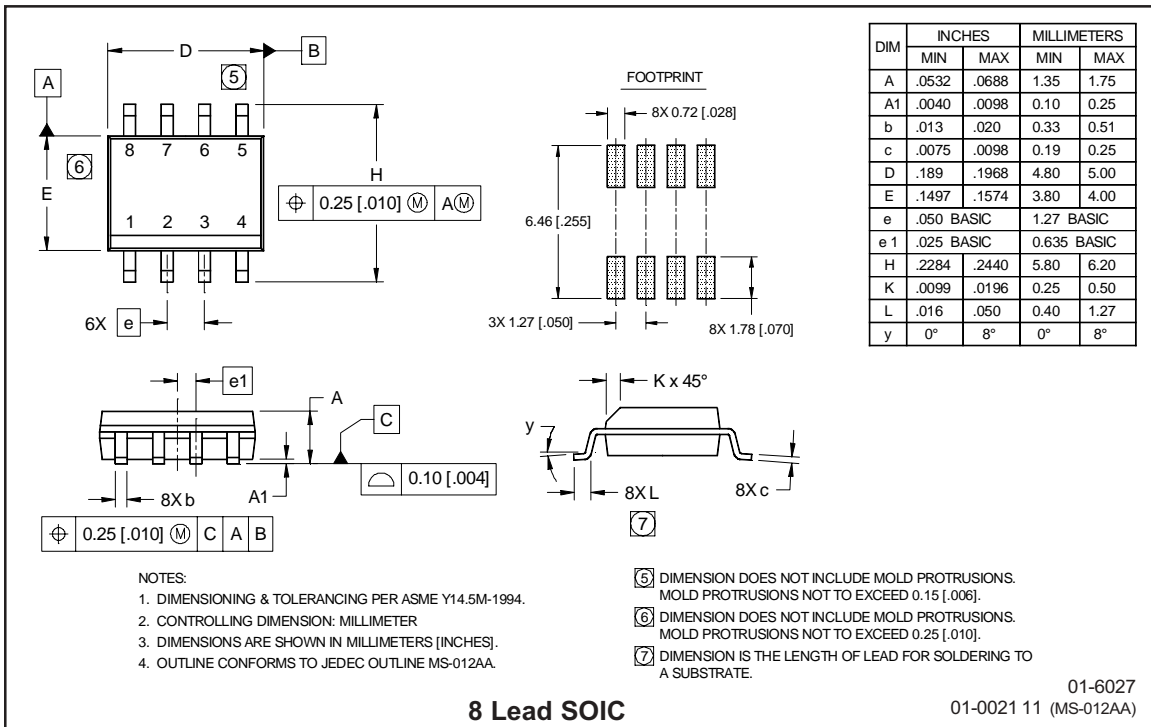 D
B
5
A
8 7 6 5
6
E
H
⌖ 0.25 [.010] Ⓜ AⓂ
1 2 3 4
6X e
FOOTPRINT
8X 0.72 [.028]
6.46 [.255]
3X 1.27 [.050]
8X 1.78 [.070]
DIM INCHES MILLIMETERS
MIN MAX MIN MAX
A .0532 .0688 1.35 1.75
A1 .0040 .0098 0.10 0.25
b .013 .020 0.33 0.51
c .0075 .0098 0.19 0.25
D .189 .1968 4.80 5.00
E .1497 .1574 3.80 4.00
e .050 BASIC 1.27 BASIC
e 1 .025 BASIC 0.635 BASIC
H .2284 .2440 5.80 6.20
K .0099 .0196 0.25 0.50
L .016 .050 0.40 1.27
y 0° 8° 0° 8°
e1
A
C
⌓ 0.10 [.004]
8X b
A1
⌖ 0.25 [.010] Ⓜ C A B
K x 45°
y
8X L
7
8X c
NOTES:
1. DIMENSIONING & TOLERANCING PER ASME Y14.5M-1994.
2. CONTROLLING DIMENSION: MILLIMETER
3. DIMENSIONS ARE SHOWN IN MILLIMETERS [INCHES].
4. OUTLINE CONFORMS TO JEDEC OUTLINE MS-012AA.
5 DIMENSION DOES NOT INCLUDE MOLD PROTRUSIONS.
MOLD PROTRUSIONS NOT TO EXCEED 0.15 [.006].
6 DIMENSION DOES NOT INCLUDE MOLD PROTRUSIONS.
MOLD PROTRUSIONS NOT TO EXCEED 0.25 [.010].
7 DIMENSION IS THE LENGTH OF LEAD FOR SOLDERING TO
A SUBSTRATE.
8 Lead SOIC
01-6027
01-0021 11 (MS-012AA)